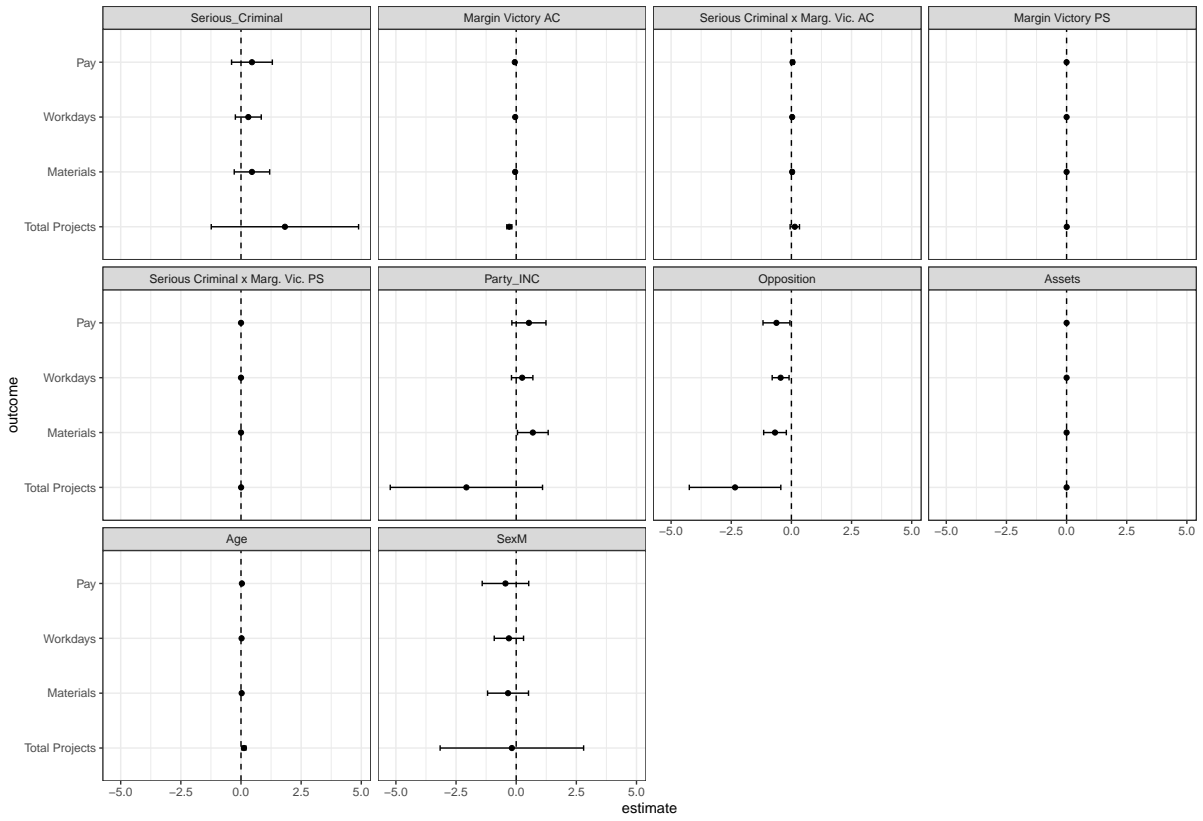 Serious_Criminal
Margin Victory AC
Serious Criminal x Marg. Vic. AC
Margin Victory PS
Pay
Workdays
Materials
Total Projects
Serious Criminal x Marg. Vic. PS
Party_INC
Opposition
Assets
Pay
Workdays
Materials
Total Projects
outcome
−5.0 −2.5 0.0 2.5 5.0
−5.0 −2.5 0.0 2.5 5.0
Age
SexM
Pay
Workdays
Materials
Total Projects
−5.0 −2.5 0.0 2.5 5.0
−5.0 −2.5 0.0 2.5 5.0
estimate